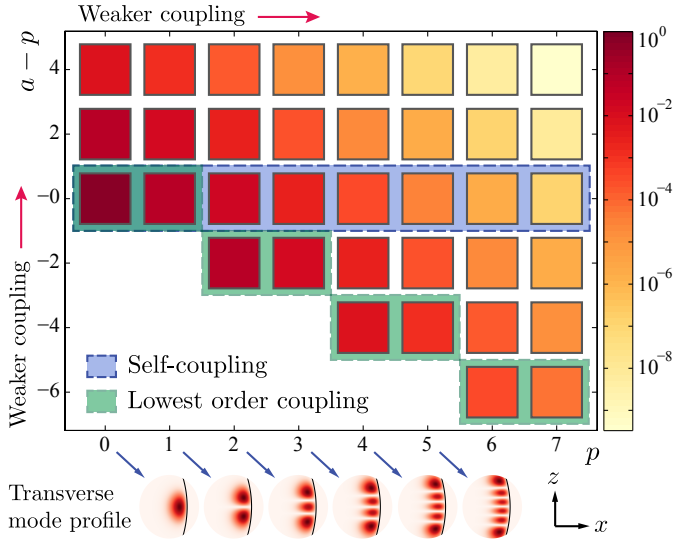 Weaker coupling
a − p
4
2
−0
−2
−4
−6
Weaker coupling
10^0
10^−2
10^−4
10^−6
10^−8
Self-coupling
Lowest order coupling
0 1 2 3 4 5 6 7 p
Transverse
mode profile
z
x